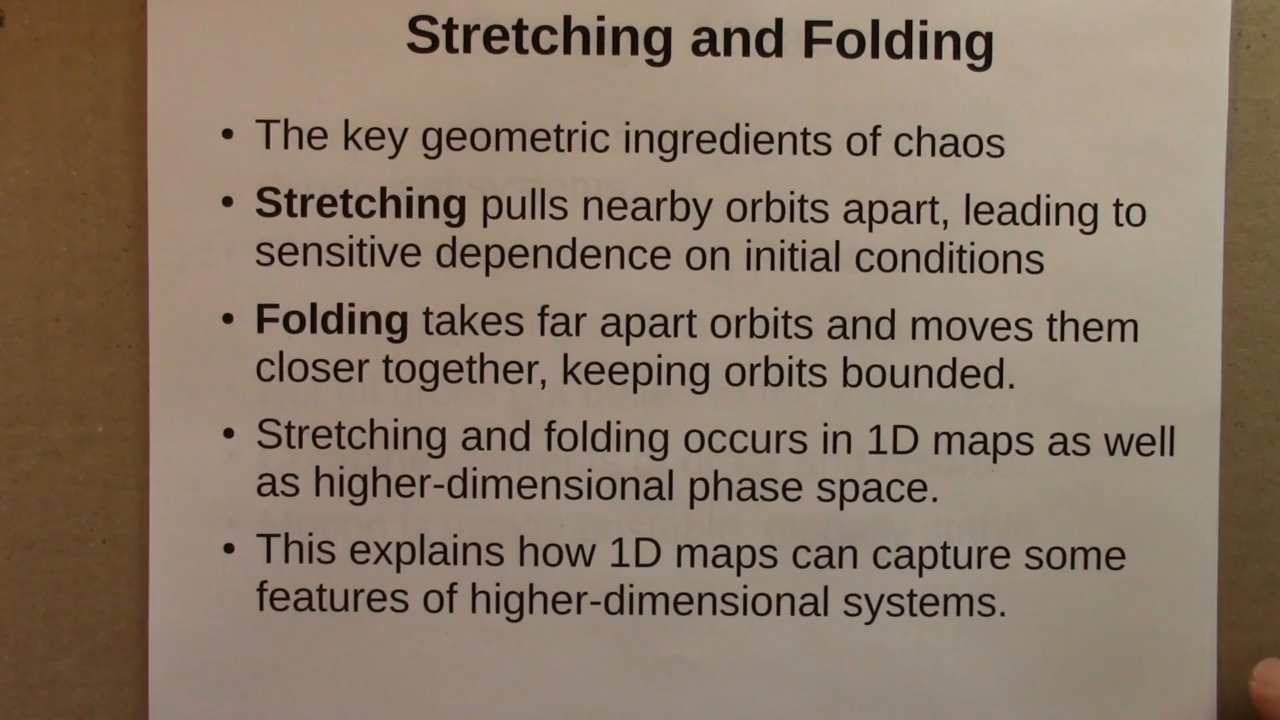 Stretching and Folding
• The key geometric ingredients of chaos
• Stretching pulls nearby orbits apart, leading to
sensitive dependence on initial conditions
• Folding takes far apart orbits and moves them
closer together, keeping orbits bounded.
• Stretching and folding occurs in 1D maps as well
as higher-dimensional phase space.
• This explains how 1D maps can capture some
features of higher-dimensional systems.